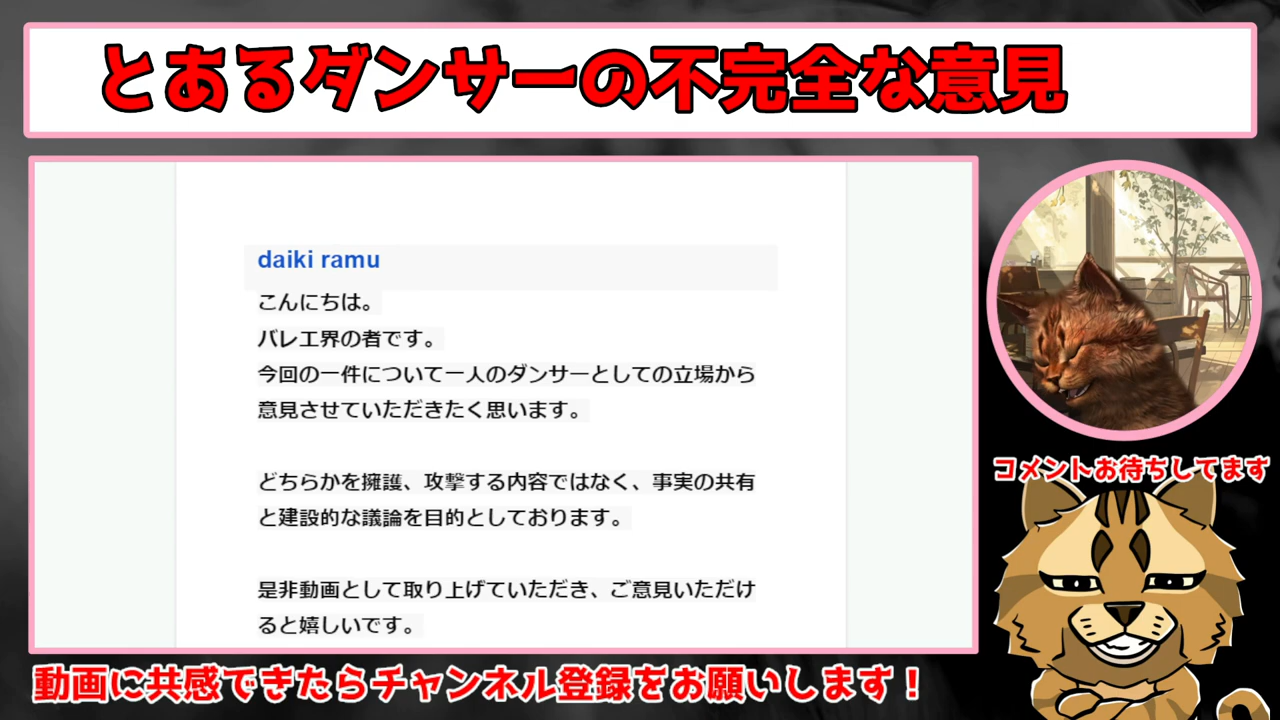 とあるダンサーの不完全な意見
daiki ramu
こんにちは。
バレエ界の者です。
今回の一件について一人のダンサーとしての立場から
意見させていただきたく思います。
どちらかを擁護、攻撃する内容ではなく、事実の共有
と建設的な議論を目的としております。
是非動画として取り上げていただき、ご意見いただけ
ると嬉しいです。
コメントお待ちしてます
動画に共感できたらチャンネル登録をお願いします！